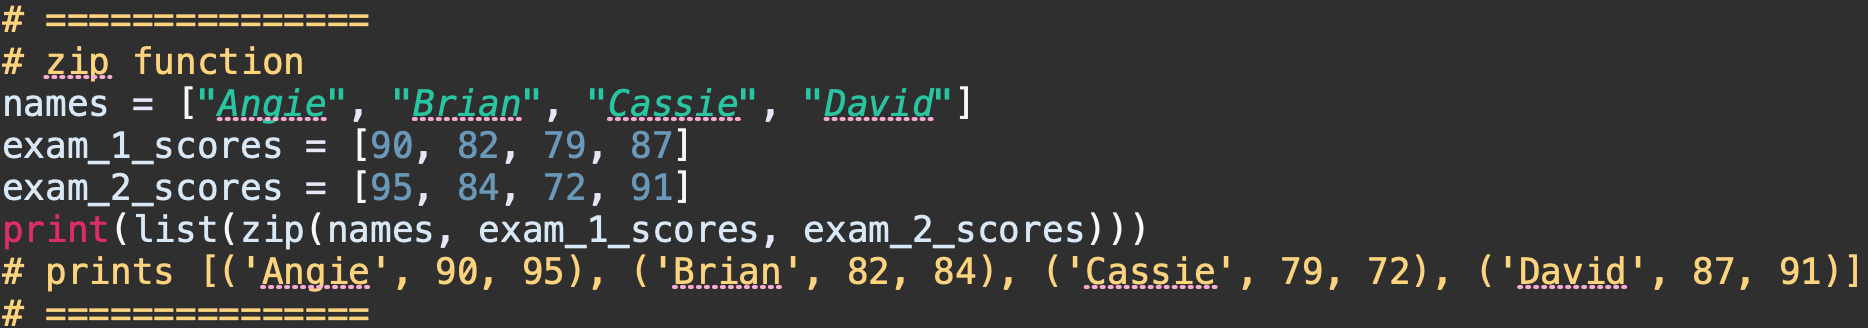 # ===============
# zip function
names = ["Angie", "Brian", "Cassie", "David"]
exam_1_scores = [90, 82, 79, 87]
exam_2_scores = [95, 84, 72, 91]
print(list(zip(names, exam_1_scores, exam_2_scores)))
# prints [('Angie', 90, 95), ('Brian', 82, 84), ('Cassie', 79, 72), ('David', 87, 91)]
# ===============